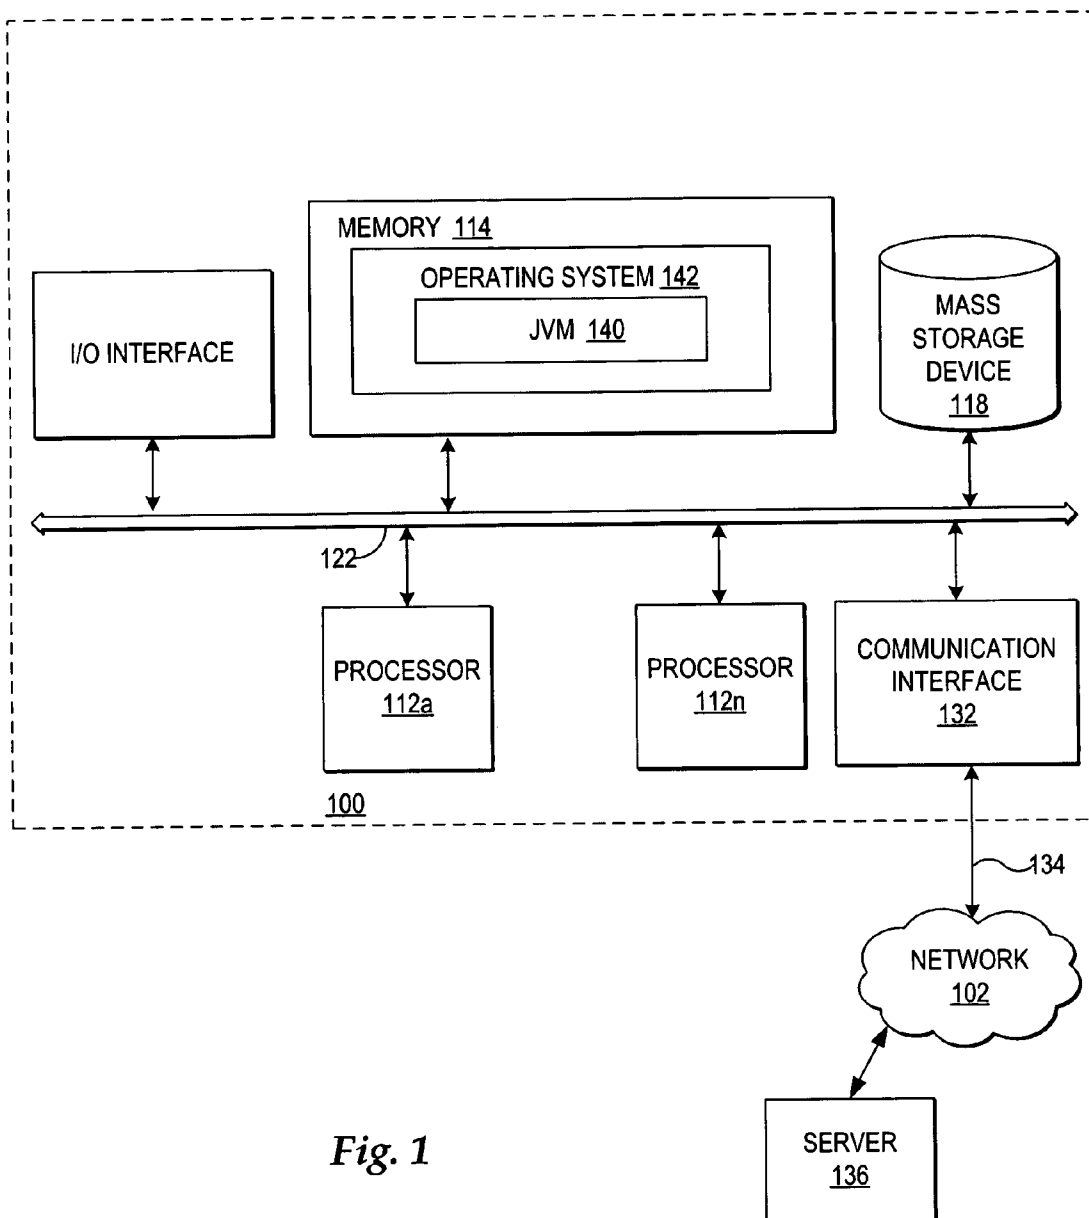 MEMORY 114
OPERATING SYSTEM 142
JVM 140
I/O INTERFACE
MASS
STORAGE
DEVICE
118
122
PROCESSOR
112a
PROCESSOR
112n
COMMUNICATION
INTERFACE
132
100
134
NETWORK
102
SERVER
136
Fig. 1